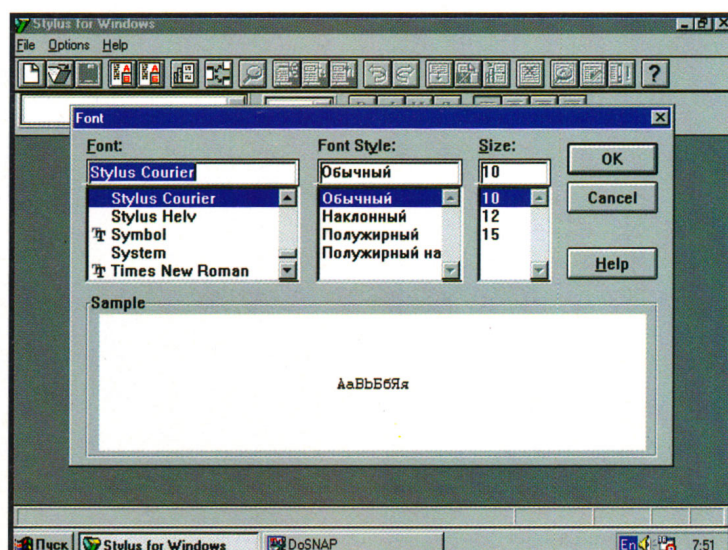 Stylus for Windows
File Options Help
Font
Font: Font Style: Size:
Stylus Courier Обычный 10 OK
Stylus Courier Обычный 10 Cancel
Stylus Helv Наклонный 12
Symbol Полужирный 15
System Полужирный на
Times New Roman Help
Sample
AaBbБбЯя
Пуск Stylus for Windows DoSNAP En 7:51